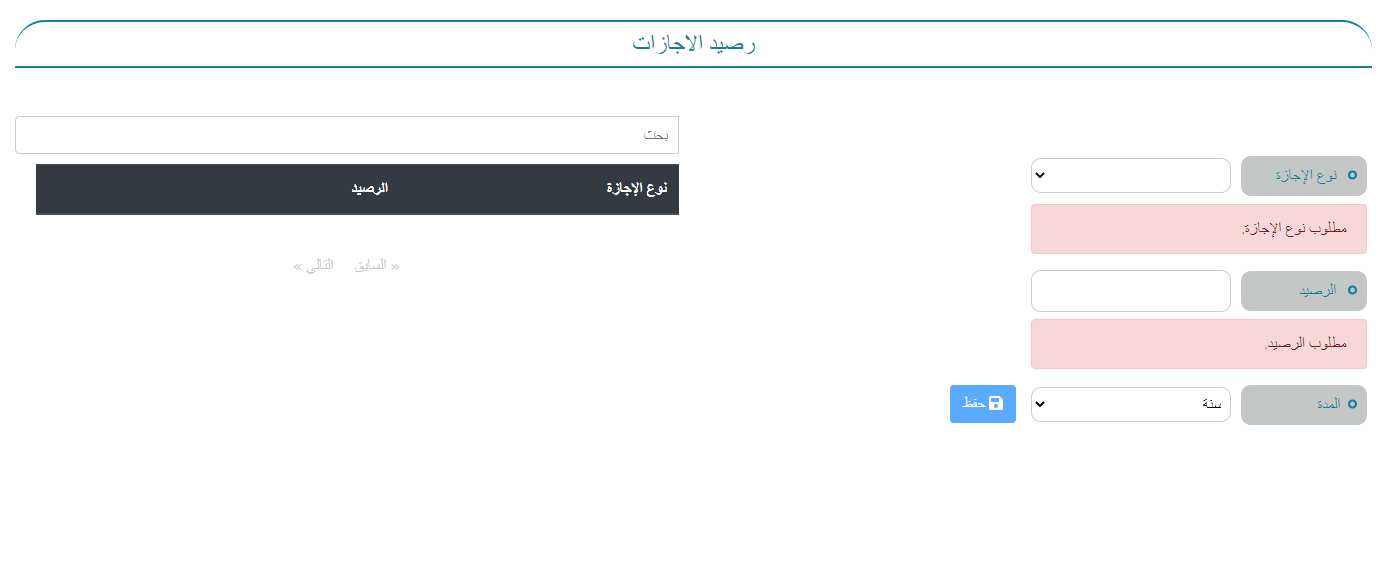 رصيد الاجازات
نوع الإجازة
مطلوب نوع الإجازة.
الرصيد
مطلوب الرصيد.
المدة
سنة
حفظ
بحث
نوع الإجازة الرصيد
« السابق التالي »